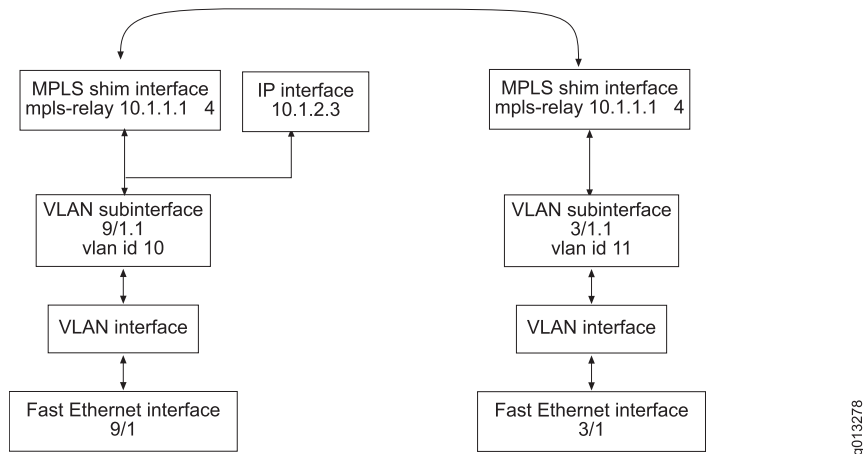 MPLS shim interface
mpls-relay 10.1.1.1 4
IP interface
10.1.2.3
MPLS shim interface
mpls-relay 10.1.1.1 4
VLAN subinterface
9/1.1
vlan id 10
VLAN subinterface
3/1.1
vlan id 11
VLAN interface
VLAN interface
Fast Ethernet interface
9/1
Fast Ethernet interface
3/1
g013278